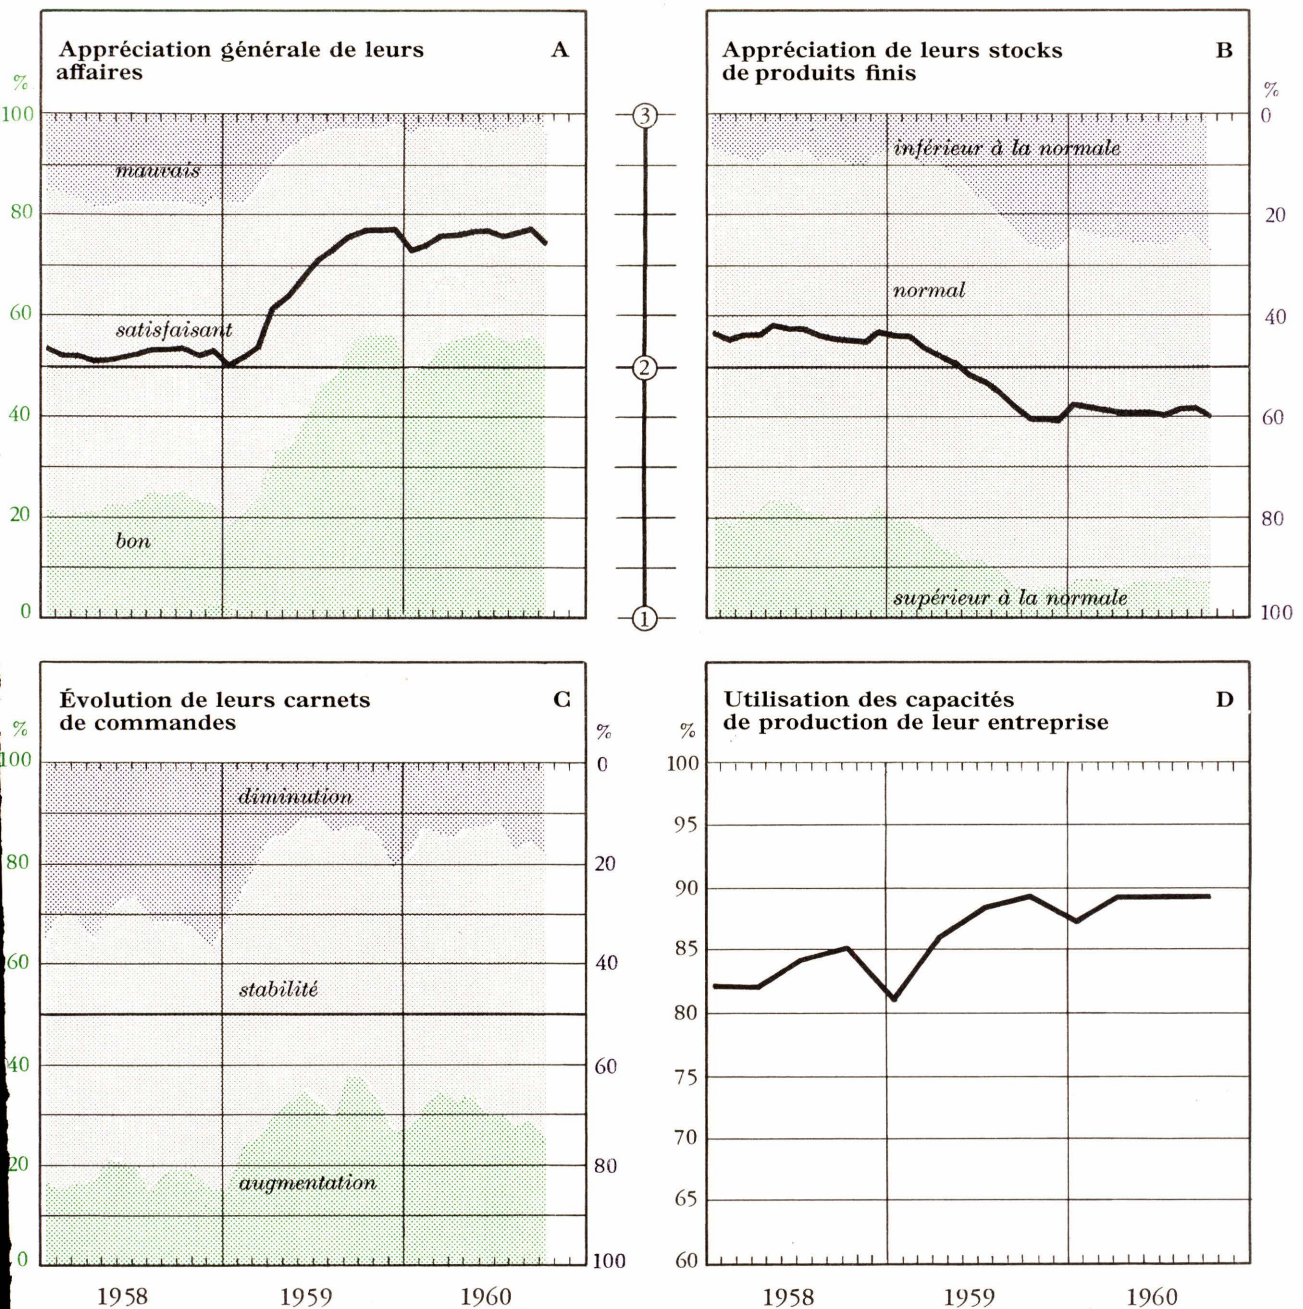 Appréciation générale de leurs affaires A
%
100
80
60
40
20
0
mauvais
satisfaisant
bon
3
2
1
Appréciation de leurs stocks de produits finis B
%
0
20
40
60
80
100
inférieur à la normale
normal
supérieur à la normale
Évolution de leurs carnets de commandes C
%
100
80
60
40
20
0
%
0
20
40
60
80
100
diminution
stabilité
augmentation
1958 1959 1960
Utilisation des capacités de production de leur entreprise D
%
100
95
90
85
80
75
70
65
60
1958 1959 1960